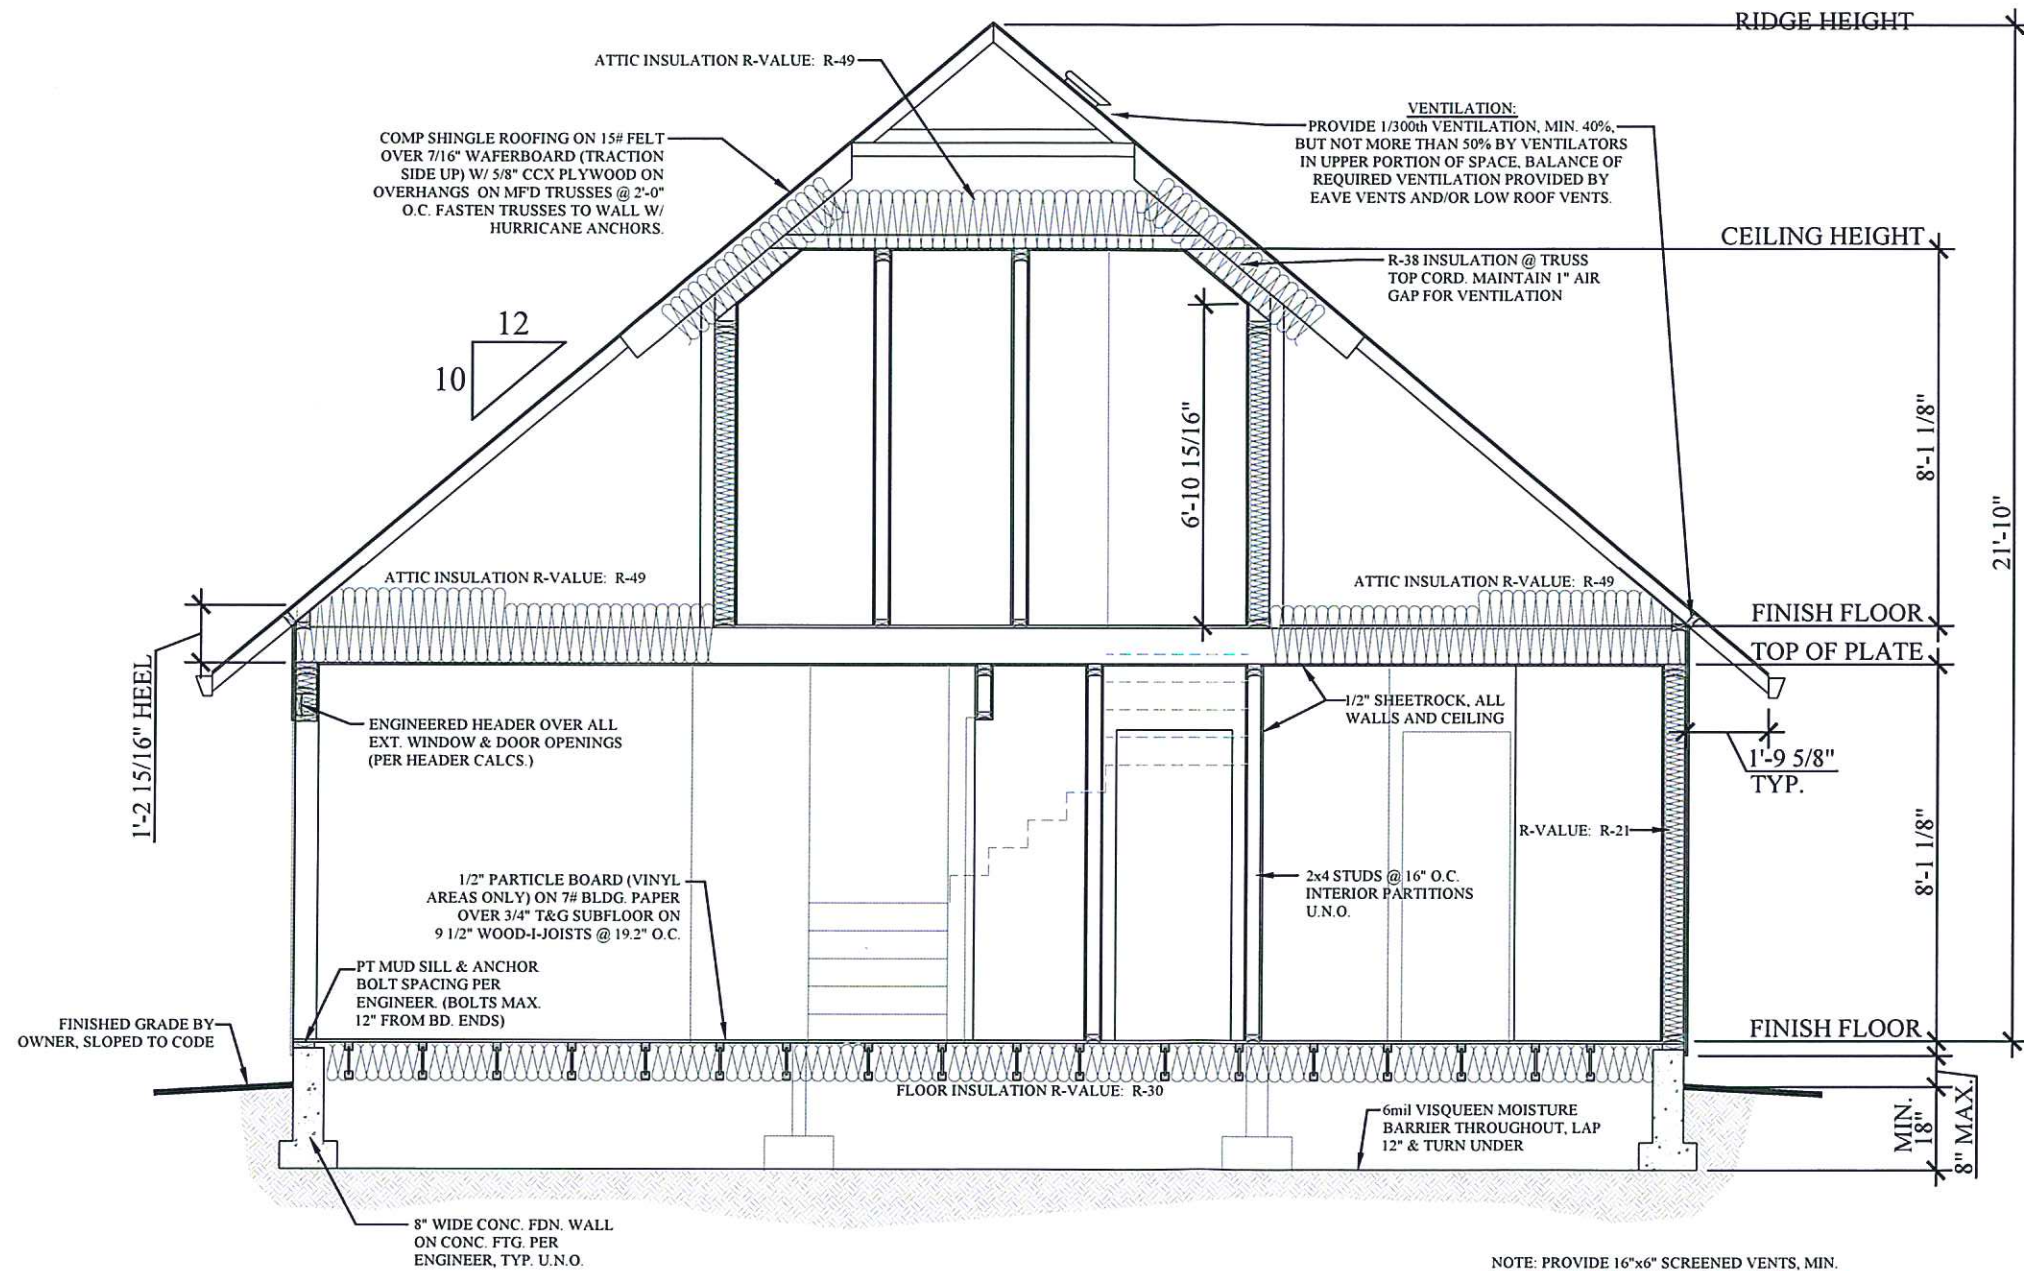 RIDGE HEIGHT
ATTIC INSULATION R-VALUE: R-49
VENTILATION:
PROVIDE 1/300th VENTILATION, MIN. 40%,
BUT NOT MORE THAN 50% BY VENTILATORS
IN UPPER PORTION OF SPACE, BALANCE OF
REQUIRED VENTILATION PROVIDED BY
EAVE VENTS AND/OR LOW ROOF VENTS.
COMP SHINGLE ROOFING ON 15# FELT
OVER 7/16" WAFERBOARD (TRACTION
SIDE UP) W/ 5/8" CCX PLYWOOD ON
OVERHANGS ON MF'D TRUSSES @ 2'-0"
O.C. FASTEN TRUSSES TO WALL W/
HURRICANE ANCHORS.
CEILING HEIGHT
R-38 INSULATION @ TRUSS
TOP CORD. MAINTAIN 1" AIR
GAP FOR VENTILATION
12
10
6'-10 15/16"
8'-1 1/8"
21'-10"
ATTIC INSULATION R-VALUE: R-49
ATTIC INSULATION R-VALUE: R-49
FINISH FLOOR
TOP OF PLATE
1'-2 15/16" HEEL
ENGINEERED HEADER OVER ALL
EXT. WINDOW & DOOR OPENINGS
(PER HEADER CALCS.)
1/2" SHEETROCK, ALL
WALLS AND CEILING
1'-9 5/8"
TYP.
R-VALUE: R-21
8'-1 1/8"
1/2" PARTICLE BOARD (VINYL
AREAS ONLY) ON 7# BLDG. PAPER
OVER 3/4" T&G SUBFLOOR ON
9 1/2" WOOD-I-JOISTS @ 19.2" O.C.
2x4 STUDS @ 16" O.C.
INTERIOR PARTITIONS
U.N.O.
PT MUD SILL & ANCHOR
BOLT SPACING PER
ENGINEER. (BOLTS MAX.
12" FROM BD. ENDS)
FINISHED GRADE BY
OWNER, SLOPED TO CODE
FINISH FLOOR
FLOOR INSULATION R-VALUE: R-30
6mil VISQUEEN MOISTURE
BARRIER THROUGHOUT, LAP
12" & TURN UNDER
MIN.
18"
8" MAX.
8" WIDE CONC. FDN. WALL
ON CONC. FTG. PER
ENGINEER, TYP. U.N.O.
NOTE: PROVIDE 16"x6" SCREENED VENTS, MIN.